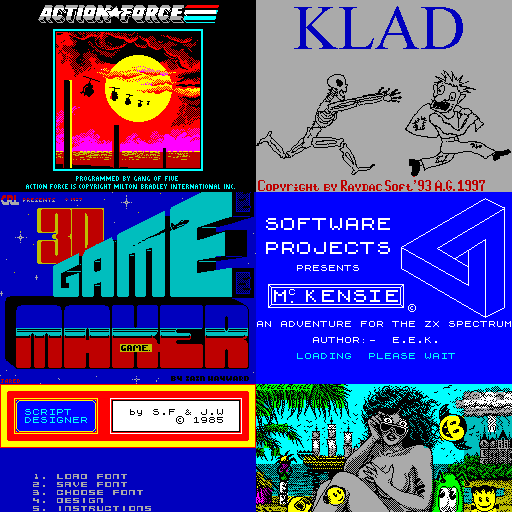 ACTION FORCE
PROGRAMMED BY GANG OF FIVE
ACTION FORCE IS COPYRIGHT MILTON BRADLEY INTERNATIONAL INC.
KLAD
Copyright by Raydac Soft'93 A.G.1997
CRL PRESENTS
3D
GAME
MAKER
GAME.
SOFTWARE
PROJECTS
PRESENTS
Mc KENSIE
©
AN ADVENTURE FOR THE ZX SPECTRUM
AUTHOR:- E.E.K.
LOADING PLEASE WAIT
SCRIPT
DESIGNER
by S.F & J.W
© 1985
1. LOAD FONT
2. SAVE FONT
3. CHOOSE FONT
4. DESIGN
5. INSTRUCTIONS